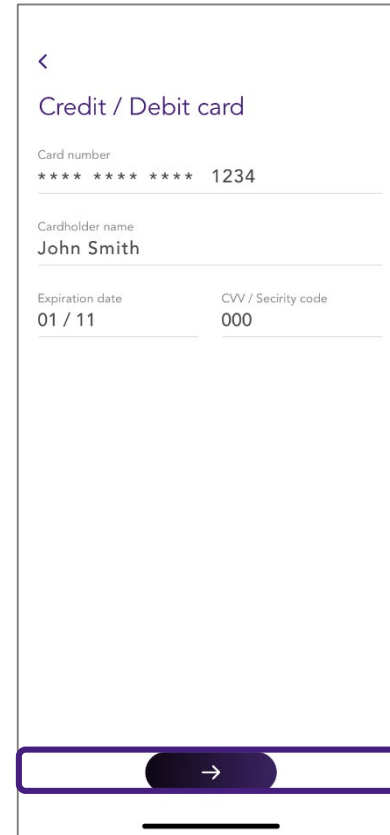 Credit / Debit card
Card number
**** **** **** 1234
Cardholder name
John Smith
Expiration date CVV / Secirity code
01 / 11 000